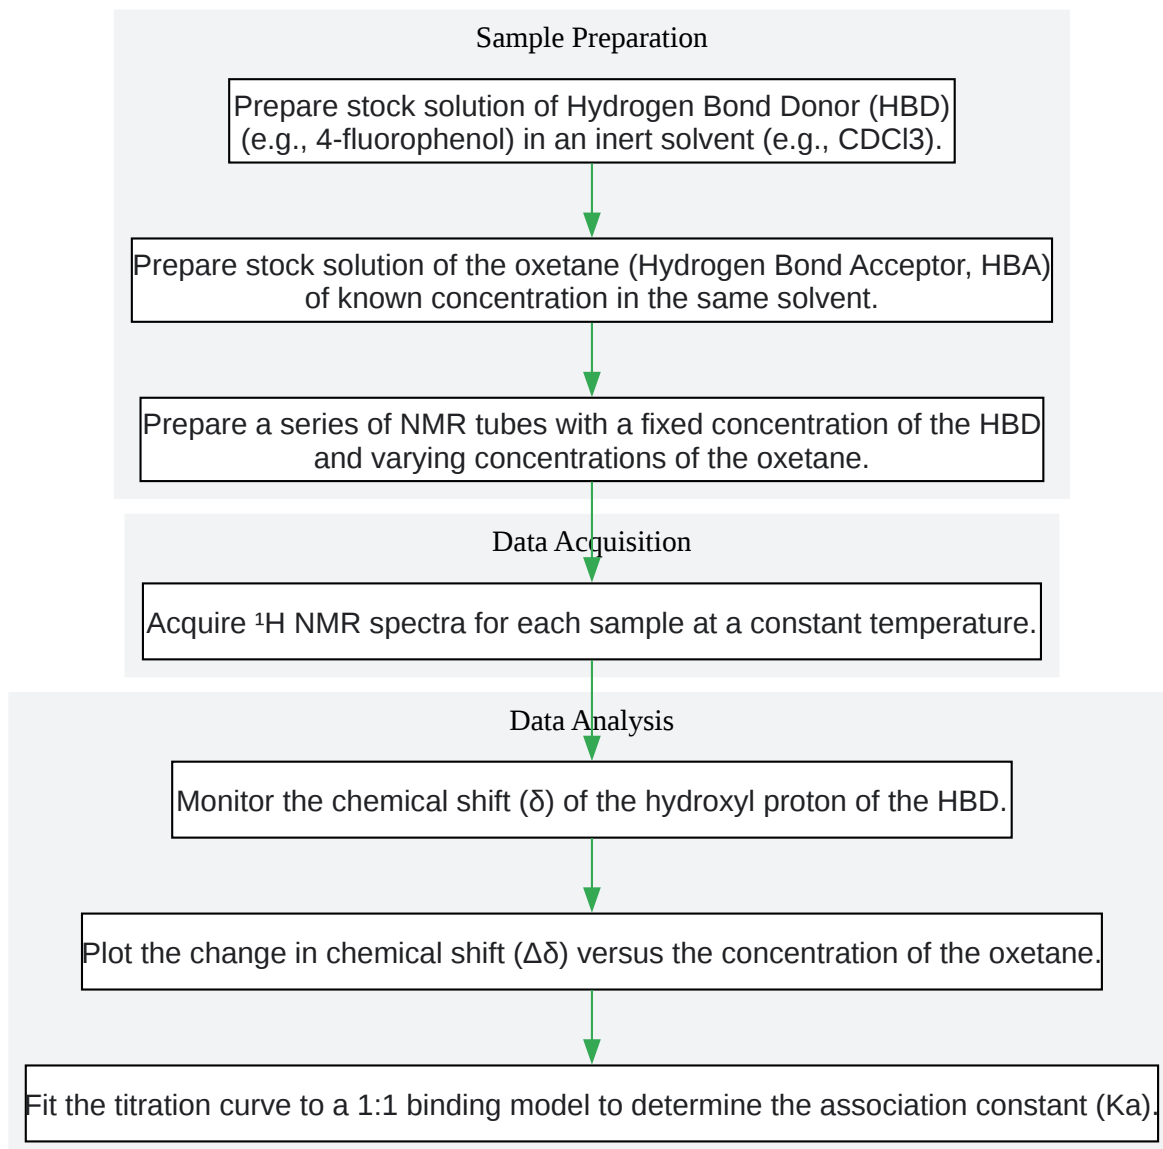 Sample Preparation
Prepare stock solution of Hydrogen Bond Donor (HBD)
(e.g., 4-fluorophenol) in an inert solvent (e.g., CDCl3).
Prepare stock solution of the oxetane (Hydrogen Bond Acceptor, HBA)
of known concentration in the same solvent.
Prepare a series of NMR tubes with a fixed concentration of the HBD
and varying concentrations of the oxetane.
Data Acquisition
Acquire ¹H NMR spectra for each sample at a constant temperature.
Data Analysis
Monitor the chemical shift (δ) of the hydroxyl proton of the HBD.
Plot the change in chemical shift (Δδ) versus the concentration of the oxetane.
Fit the titration curve to a 1:1 binding model to determine the association constant (Ka).